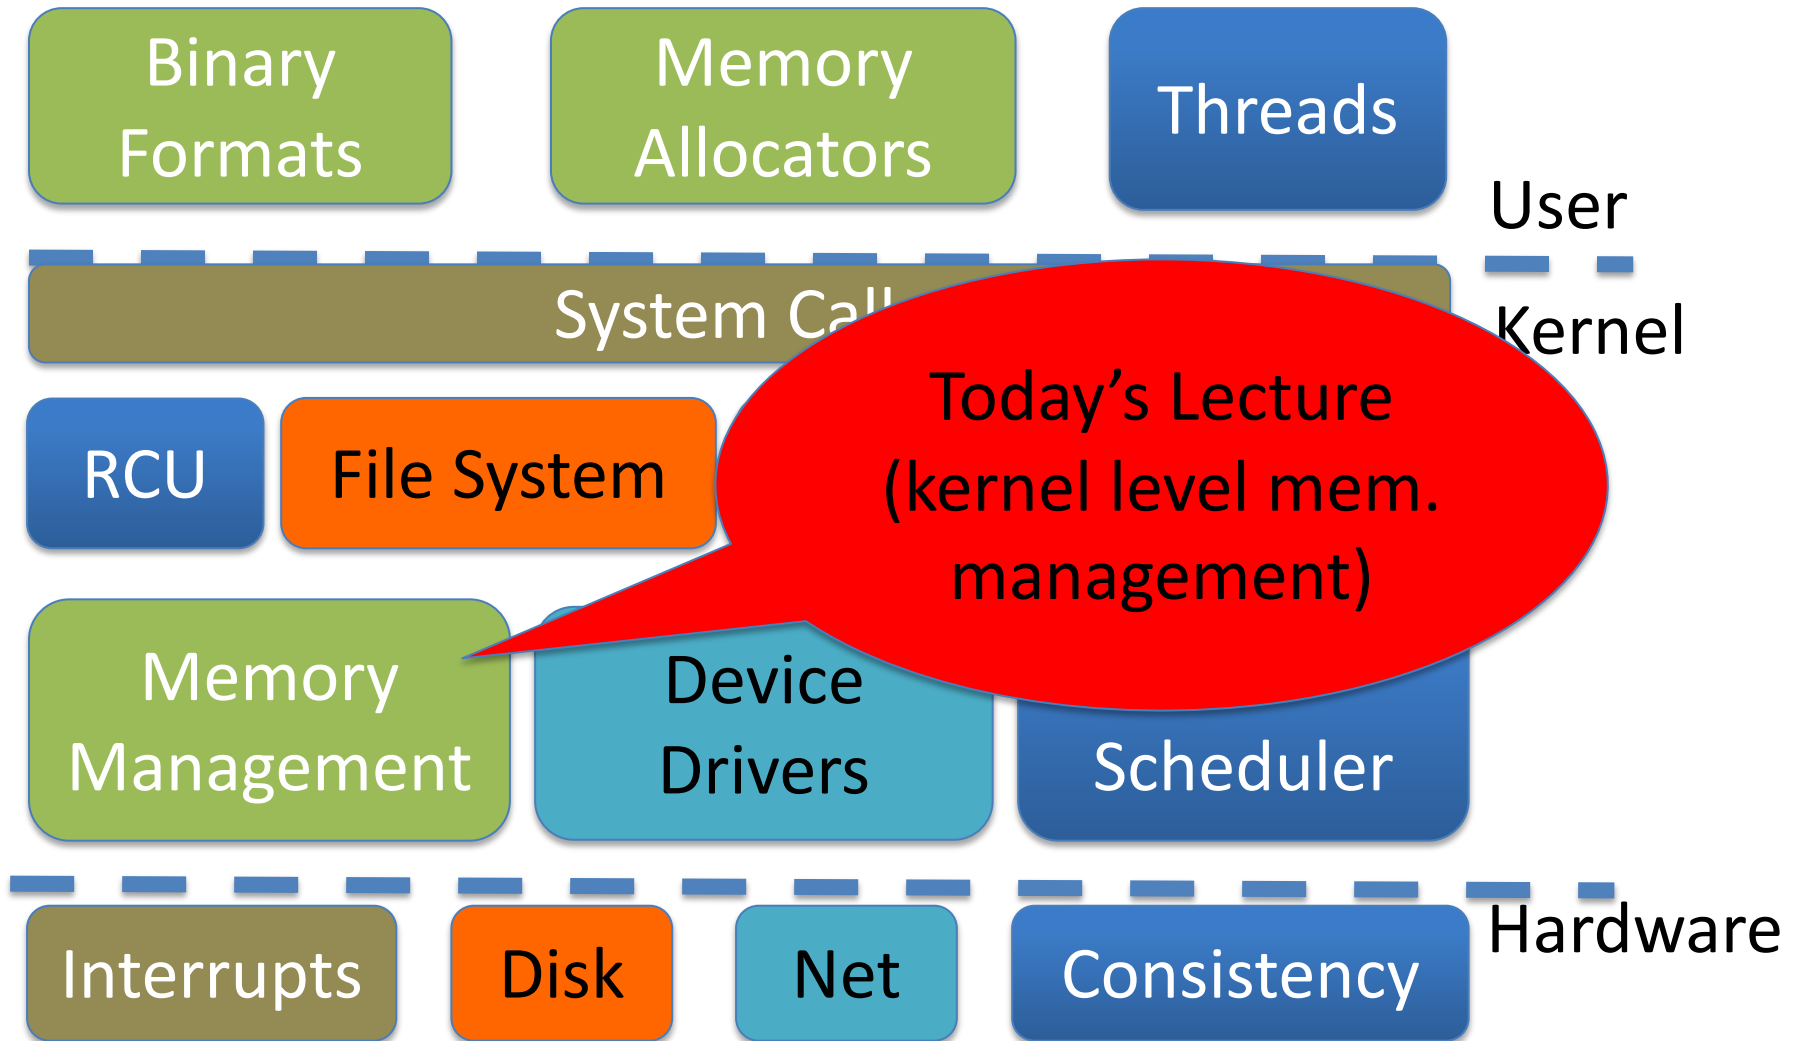 Binary
Formats
Memory
Allocators
Threads
User
System Call
Kernel
RCU
File System
Today’s Lecture
(kernel level mem.
management)
Memory
Management
Device
Drivers
Scheduler
Hardware
Interrupts
Disk
Net
Consistency